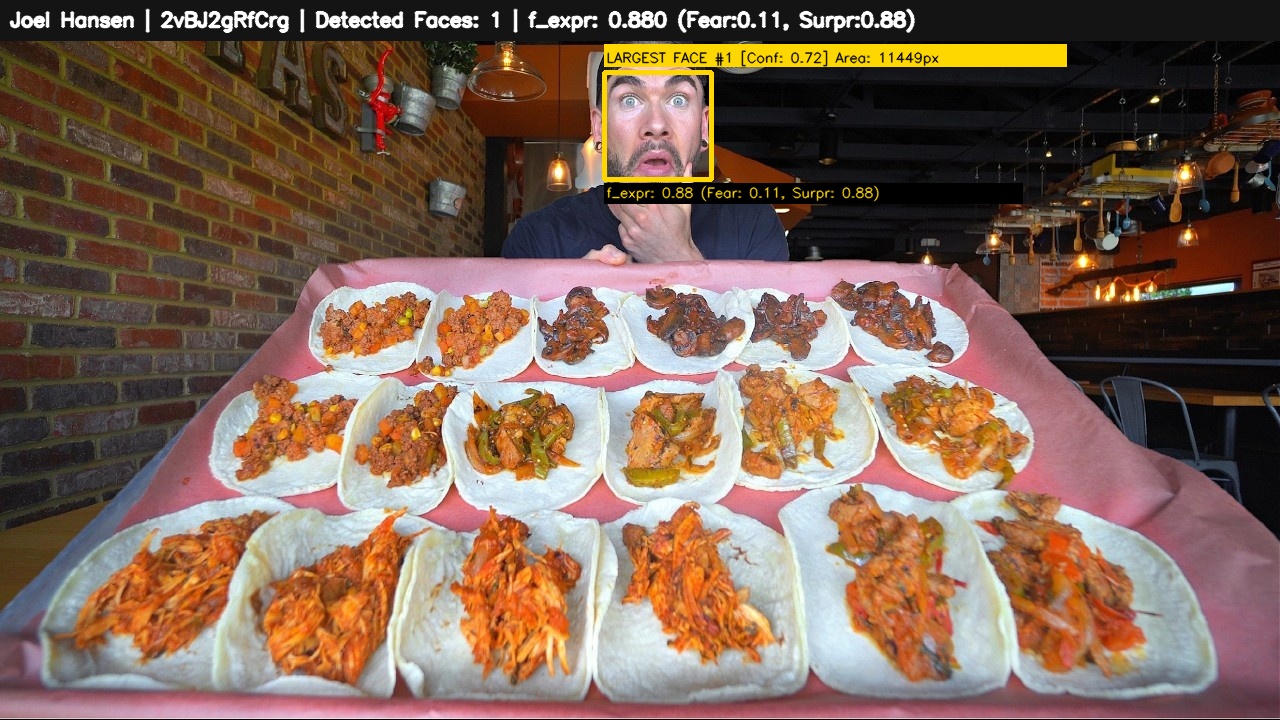 Joel Hansen | 2vBJ2gRfCrg | Detected Faces: 1 | f_expr: 0.880 (Fear:0.11, Surpr:0.88)
LARGEST FACE #1 [Conf: 0.72] Area: 11449px
f_expr: 0.88 (Fear: 0.11, Surpr: 0.88)